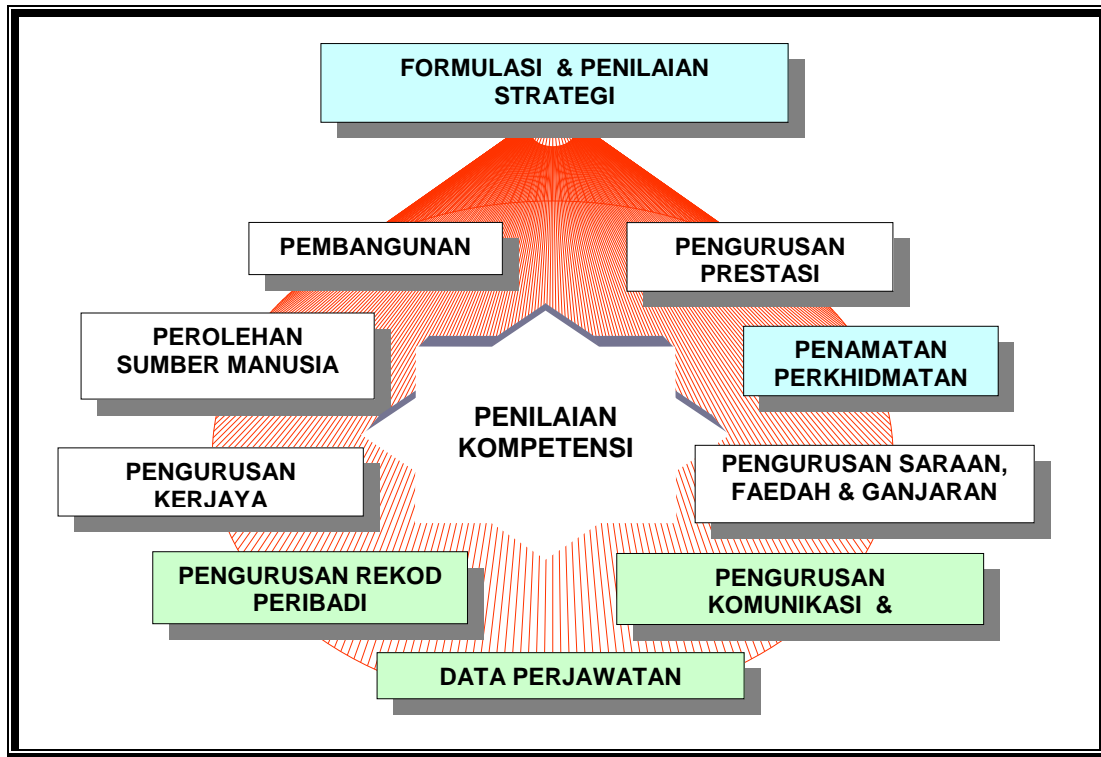 FORMULASI & PENILAIAN
STRATEGI
PEMBANGUNAN
PENGURUSAN
PRESTASI
PEROLEHAN
SUMBER MANUSIA
PENAMATAN
PERKHIDMATAN
PENILAIAN
KOMPETENSI
PENGURUSAN
KERJAYA
PENGURUSAN SARAAN,
FAEDAH & GANJARAN
PENGURUSAN REKOD
PERIBADI
PENGURUSAN
KOMUNIKASI &
DATA PERJAWATAN